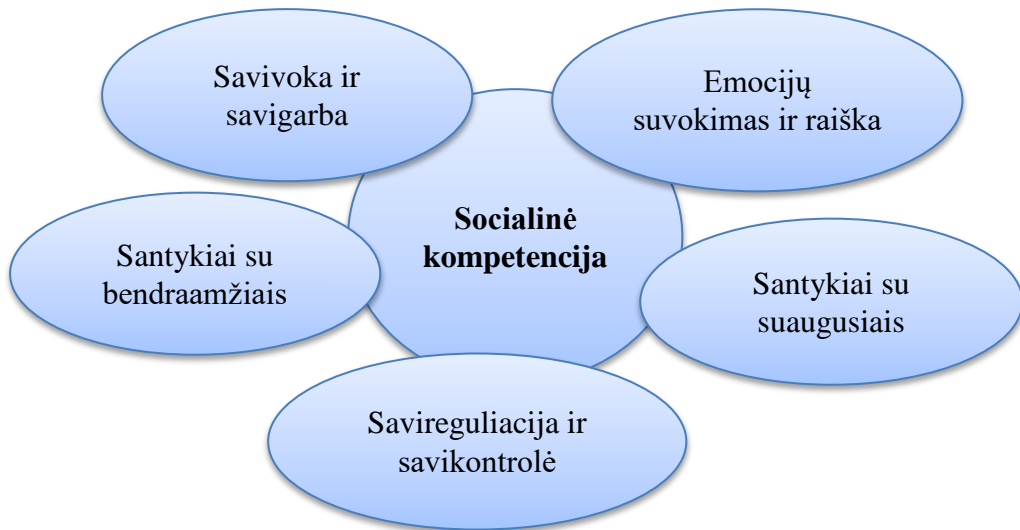 Savivoka ir
savigarba
Emocijų
suvokimas ir raiška
Socialinė
kompetencija
Santykiai su
bendraamžiais
Santykiai su
suaugusiais
Savireguliacija ir
savikontrolė